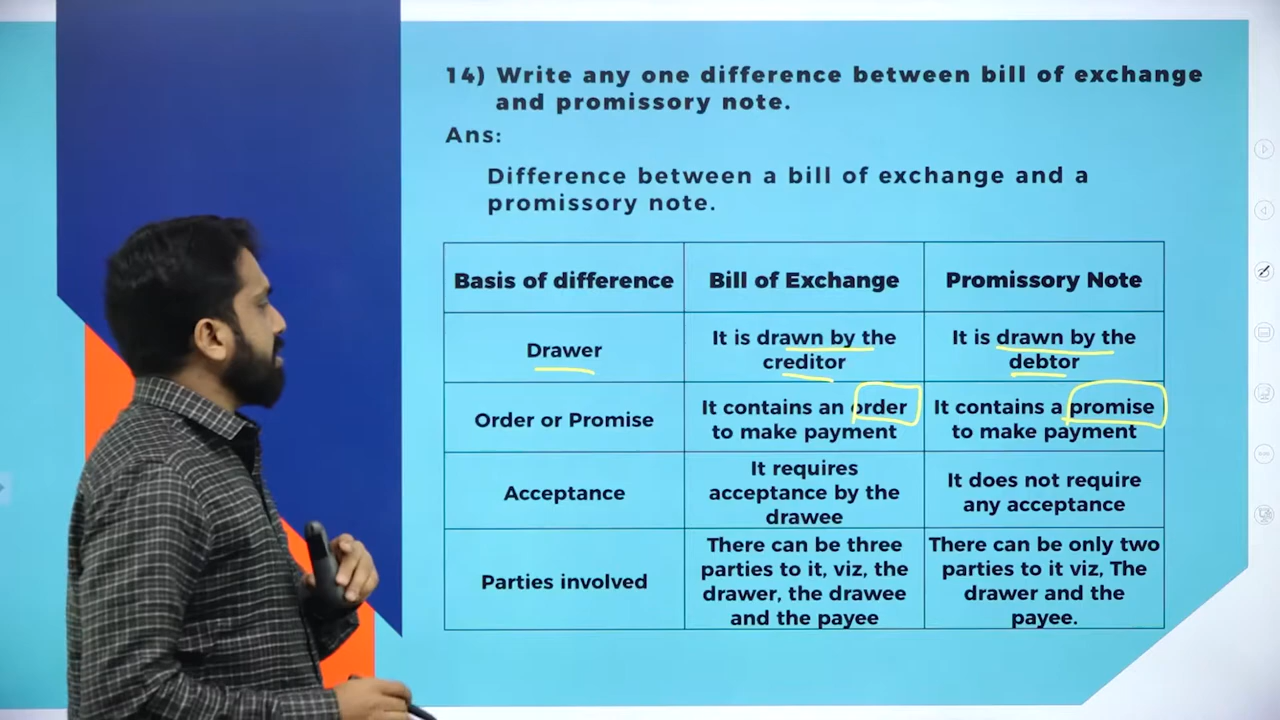 14) Write any one difference between bill of exchange
and promissory note.
Ans:
Difference between a bill of exchange and a
promissory note.
Basis of difference
Bill of Exchange
Promissory Note
Drawer
It is drawn by the
creditor
It is drawn by the
debtor
Order or Promise
It contains an order
to make payment
It contains a promise
to make payment
Acceptance
It requires
acceptance by the
drawee
It does not require
any acceptance
Parties involved
There can be three
parties to it, viz, the
drawer, the drawee
and the payee
There can be only two
parties to it viz, The
drawer and the
payee.